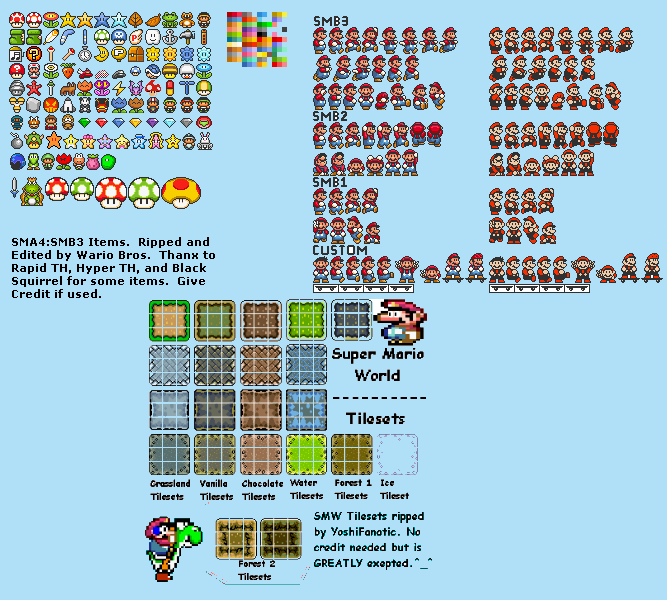 SMB3
SMB2
SMB1
CUSTOM
SMA4:SMB3 Items. Ripped and
Edited by Wario Bros. Thanx to
Rapid TH, Hyper TH, and Black
Squirrel for some items. Give
Credit if used.
Super Mario
World
Tilesets
Grassland
Tilesets
Vanilla
Tilesets
Chocolate
Tilesets
Water
Tilesets
Forest 1
Tilesets
Ice
Tileset
Forest 2
Tilesets
SMW Tilesets ripped
by YoshiFanatic. No
credit needed but is
GREATLY exepted.^_^